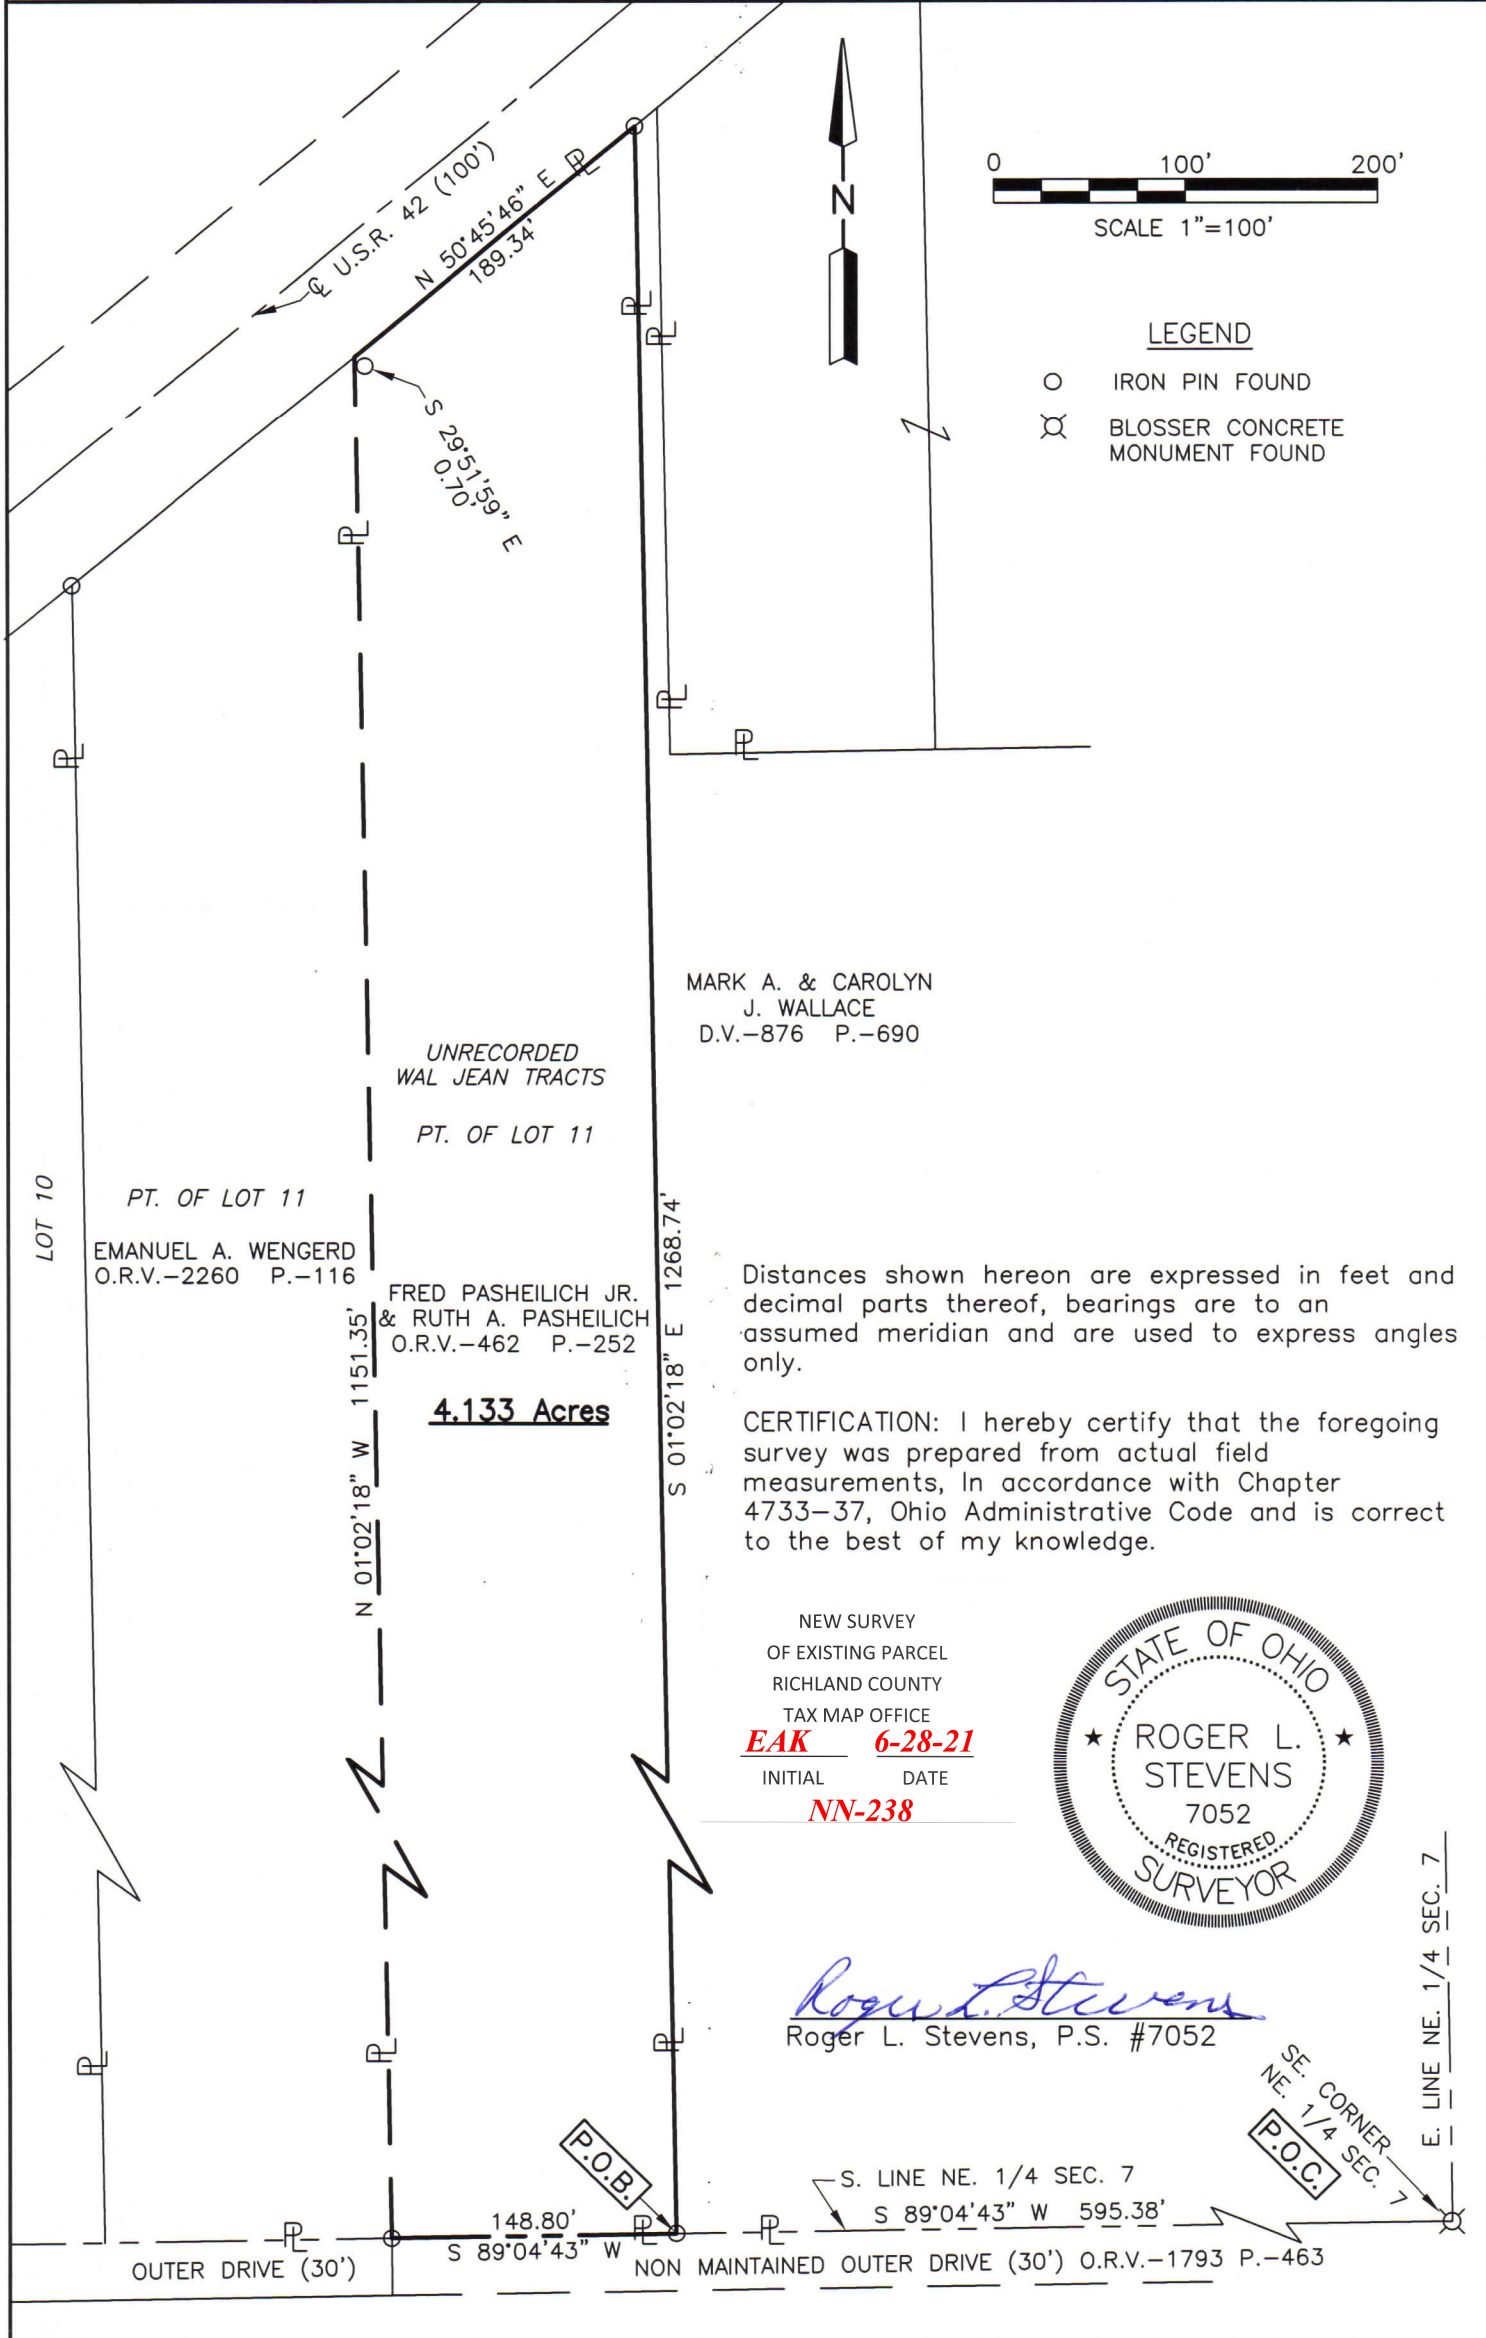 ℄ U.S.R. 42 (100')
N 50°45'46" E ⅊
189.34'
N
0 100' 200'
SCALE 1"=100'
LEGEND
IRON PIN FOUND
BLOSSER CONCRETE
MONUMENT FOUND
S 29°51'59" E
0.70'
⅊
⅊
⅊
⅊
⅊
⅊
MARK A. & CAROLYN
J. WALLACE
D.V.-876 P.-690
UNRECORDED
WAL JEAN TRACTS
PT. OF LOT 11
LOT 10
PT. OF LOT 11
EMANUEL A. WENGERD
O.R.V.-2260 P.-116
FRED PASHEILICH JR.
& RUTH A. PASHEILICH
O.R.V.-462 P.-252
4.133 Acres
N 01°02'18" W 1151.35'
S 01°02'18" E 1268.74'
Distances shown hereon are expressed in feet and
decimal parts thereof, bearings are to an
assumed meridian and are used to express angles
only.
CERTIFICATION: I hereby certify that the foregoing
survey was prepared from actual field
measurements, In accordance with Chapter
4733-37, Ohio Administrative Code and is correct
to the best of my knowledge.
NEW SURVEY
OF EXISTING PARCEL
RICHLAND COUNTY
TAX MAP OFFICE
EAK 6-28-21
INITIAL DATE
NN-238
STATE OF OHIO
★ ROGER L. ★
STEVENS
7052
REGISTERED
SURVEYOR
Roger L. Stevens
Roger L. Stevens, P.S. #7052
E. LINE NE. 1/4 SEC. 7
SE. CORNER
NE. 1/4 SEC. 7
P.O.C.
P.O.B.
⅊
⅊
⅊
S. LINE NE. 1/4 SEC. 7
S 89°04'43" W 595.38'
148.80'
S 89°04'43" W
⅊
⅊
⅊
OUTER DRIVE (30')
NON MAINTAINED OUTER DRIVE (30') O.R.V.-1793 P.-463